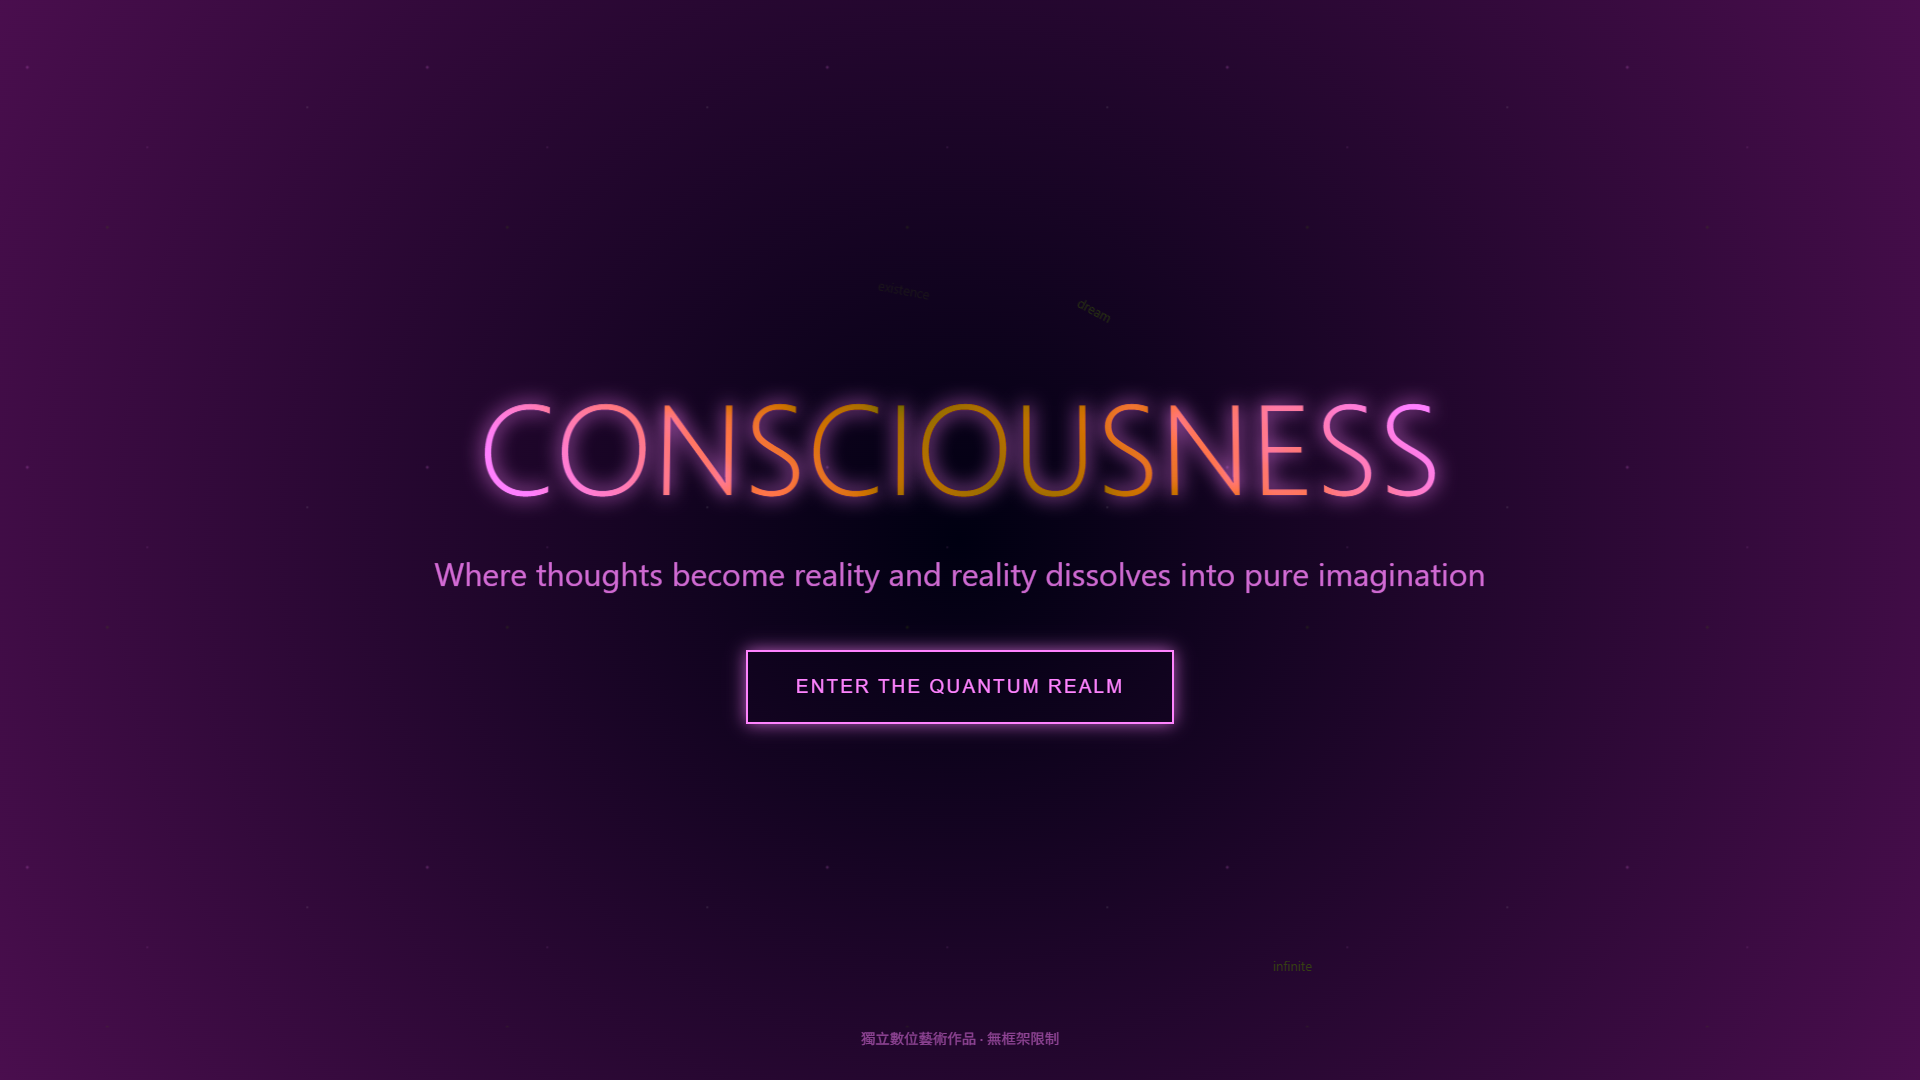 existence
dream
CONSCIOUSNESS
Where thoughts become reality and reality dissolves into pure imagination
ENTER THE QUANTUM REALM
infinite
獨立數位藝術作品 · 無框架限制